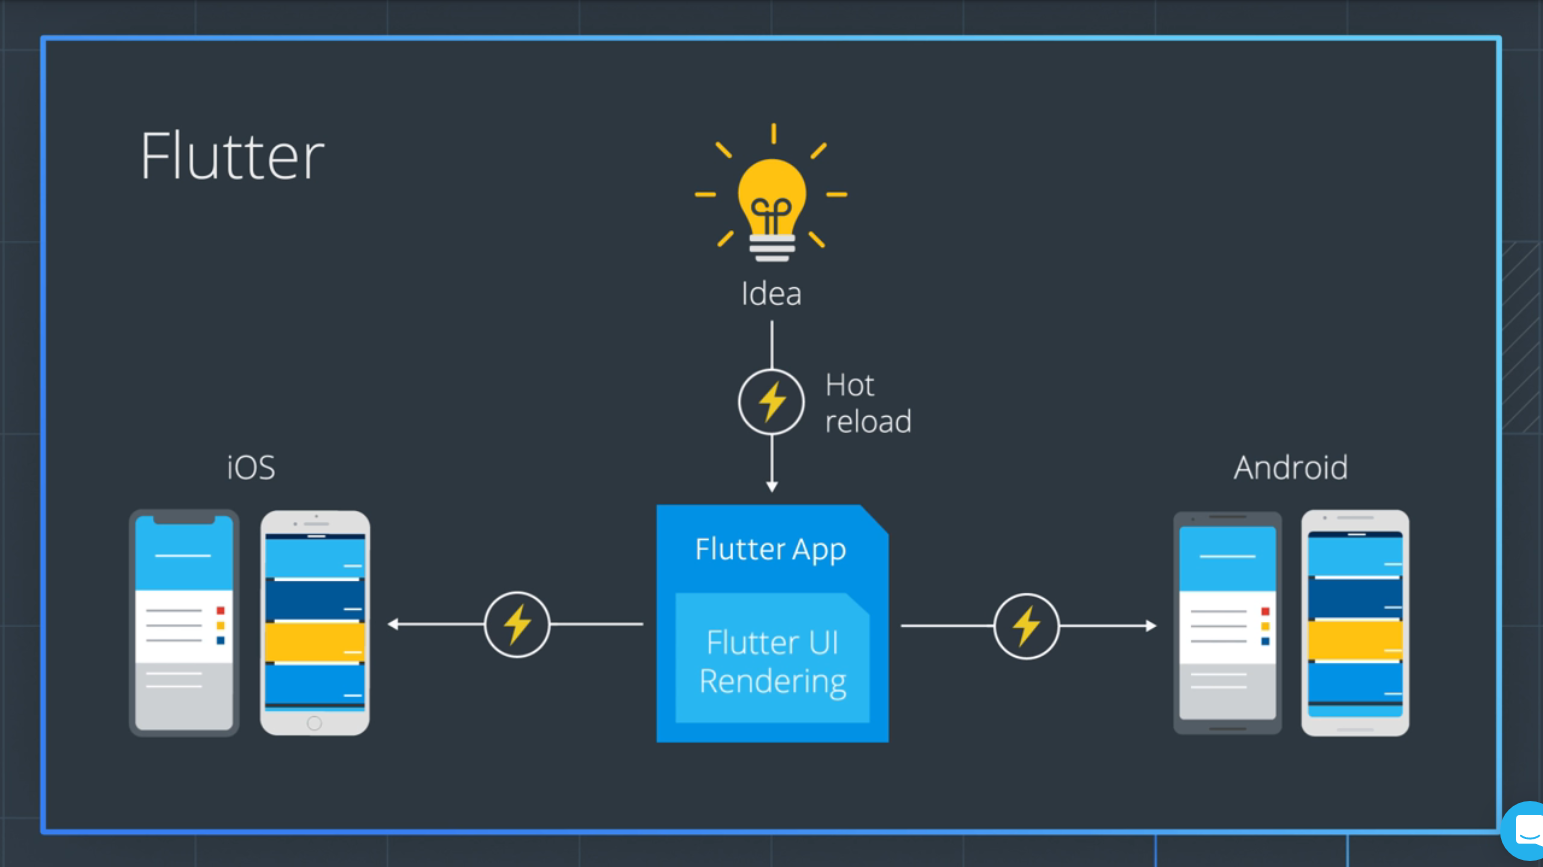 Flutter
Idea
Hot
reload
iOS
Android
Flutter App
Flutter UI
Rendering